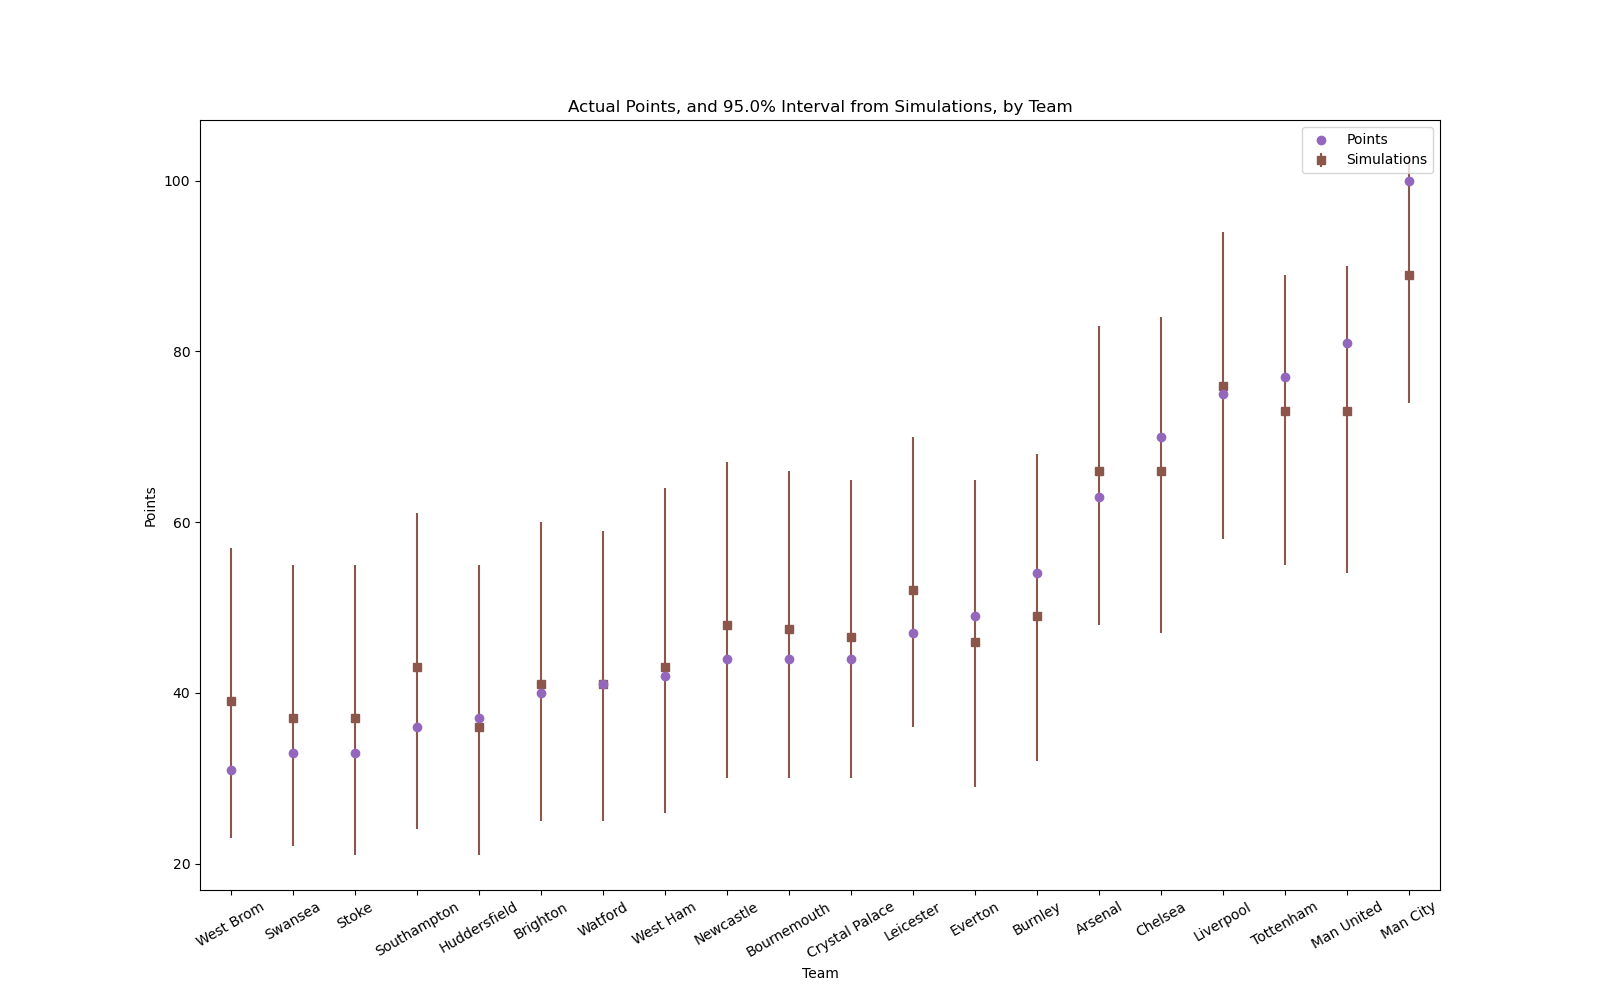 Actual Points, and 95.0% Interval from Simulations, by Team
Points
Simulations
100
80
60
40
20
Points
West Brom
Swansea
Stoke
Southampton
Huddersfield
Brighton
Watford
West Ham
Newcastle
Bournemouth
Crystal Palace
Leicester
Everton
Burnley
Arsenal
Chelsea
Liverpool
Tottenham
Man United
Man City
Team